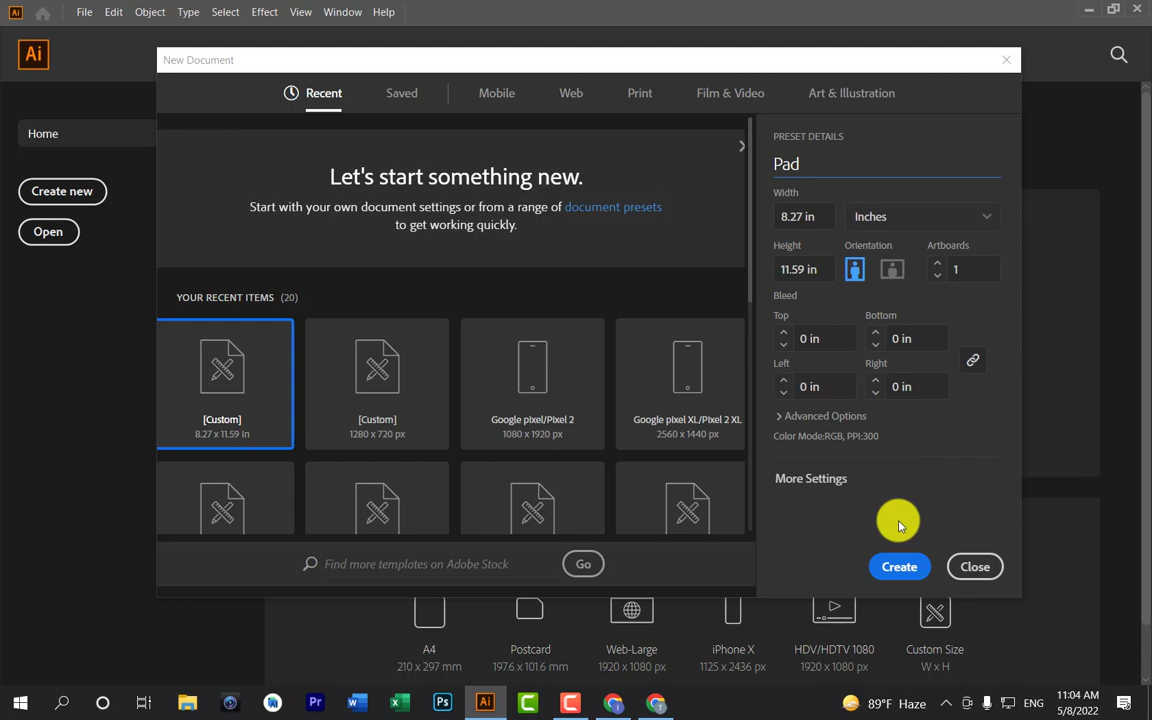 Ai File Edit Object Type Select Effect View Window Help
Ai
New Document
Recent Saved Mobile Web Print Film & Video Art & Illustration
Home
Create new
Open
Let's start something new.
Start with your own document settings or from a range of document presets
to get working quickly.
YOUR RECENT ITEMS (20)
[Custom]
8.27 x 11.59 in
[Custom]
1280 x 720 px
Google pixel/Pixel 2
1080 x 1920 px
Google pixel XL/Pixel 2 XL
2560 x 1440 px
Find more templates on Adobe Stock Go
PRESET DETAILS
Pad
Width
8.27 in Inches
Height Orientation Artboards
11.59 in 1
Bleed
Top Bottom
0 in 0 in
Left Right
0 in 0 in
Advanced Options
Color Mode:RGB, PPI:300
More Settings
Create Close
A4
210 x 297 mm
Postcard
197.6 x 101.6 mm
Web-Large
1920 x 1080 px
iPhone X
1125 x 2436 px
HDV/HDTV 1080
1920 x 1080 px
Custom Size
W x H
Pr W X Ps Ai C C I T
89°F Haze ENG
11:04 AM
5/8/2022